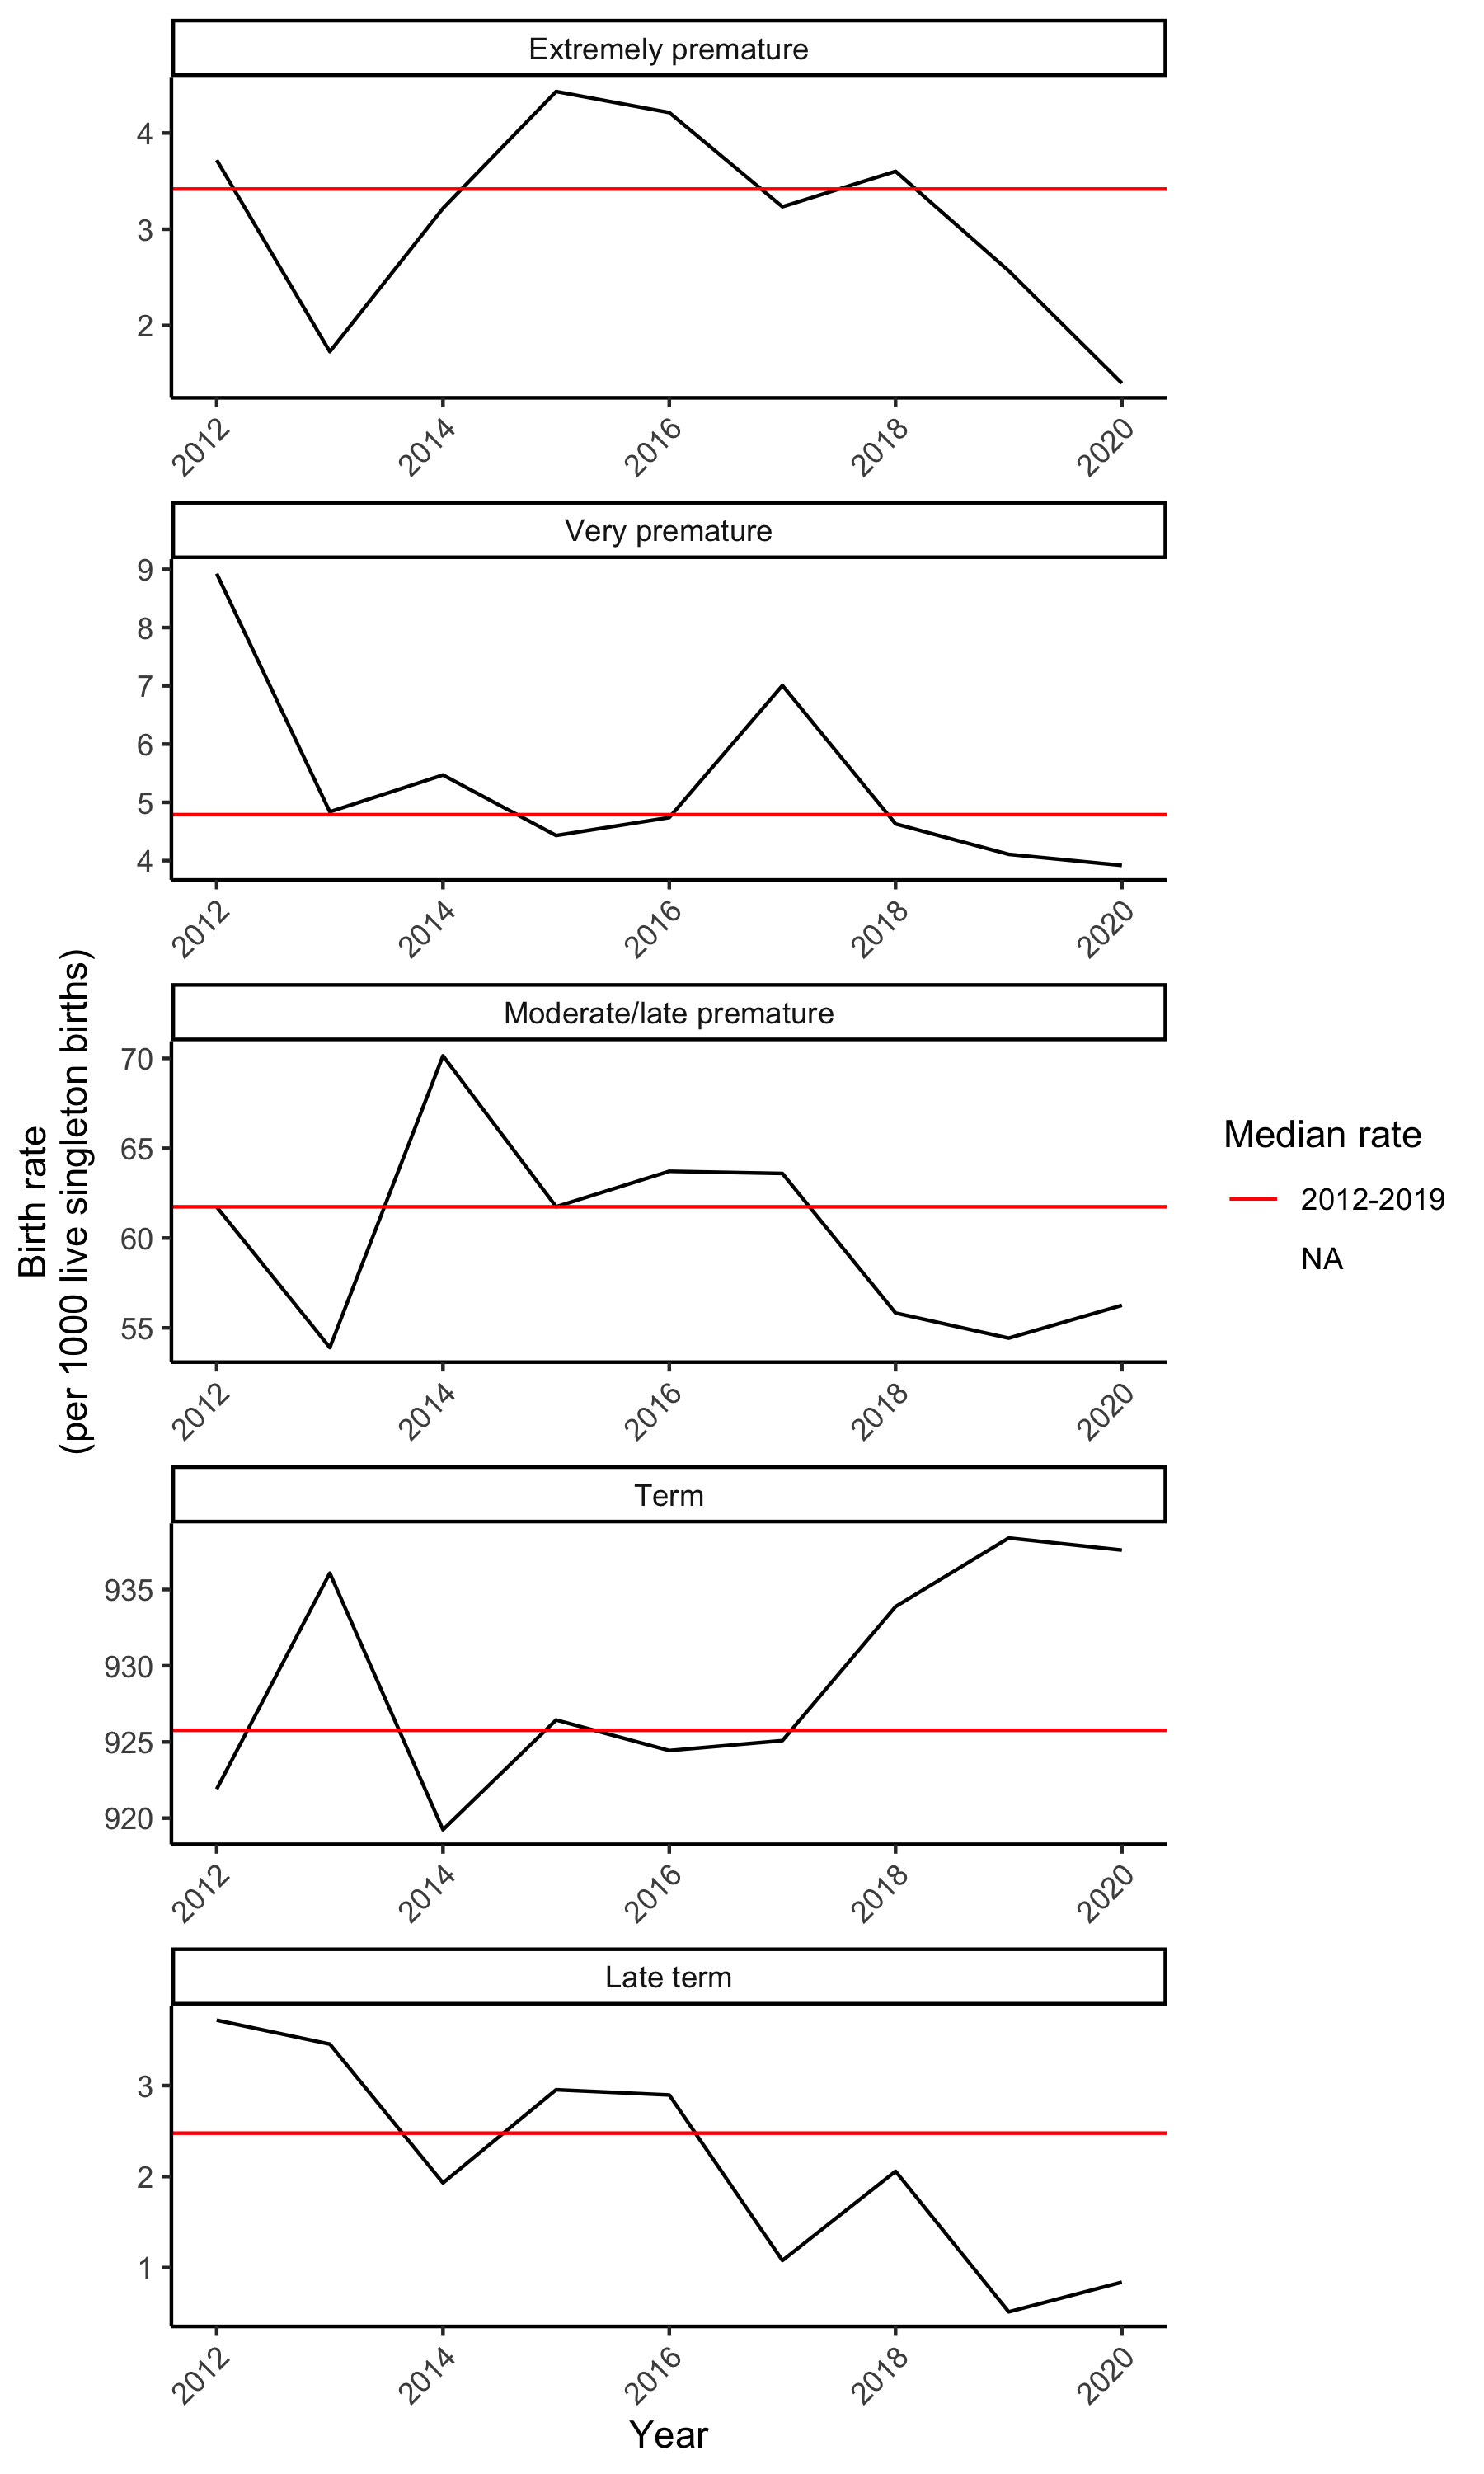 Extremely premature
4
3
2
2012 2014 2016 2018 2020
Very premature
9
8
7
6
5
4
2012 2014 2016 2018 2020
Birth rate
(per 1000 live singleton births)
Moderate/late premature
70
65
60
55
2012 2014 2016 2018 2020
Median rate
2012-2019
NA
Term
935
930
925
920
2012 2014 2016 2018 2020
Late term
3
2
1
2012 2014 2016 2018 2020
Year